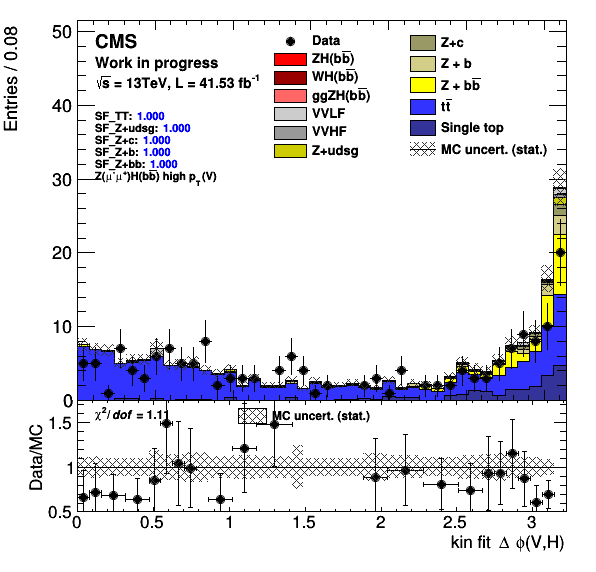 CMS
Work in progress
√s = 13TeV, L = 41.53 fb⁻¹
SF_TT: 1.000
SF_Z+udsg: 1.000
SF_Z+c: 1.000
SF_Z+b: 1.000
SF_Z+bb: 1.000
Z(μ⁻μ⁺)H(bb̅) high p_T(V)
Data
ZH(bb̅)
WH(bb̅)
ggZH(bb̅)
VVLF
VVHF
Z+udsg
Z+c
Z + b
Z + bb̅
tt̅
Single top
MC uncert. (stat.)
Entries / 0.08
50
40
30
20
10
0
χ²/dof = 1.11
MC uncert. (stat.)
Data/MC
1.5
1
0.5
0 0.5 1 1.5 2 2.5 3
kin fit Δ φ(V,H)